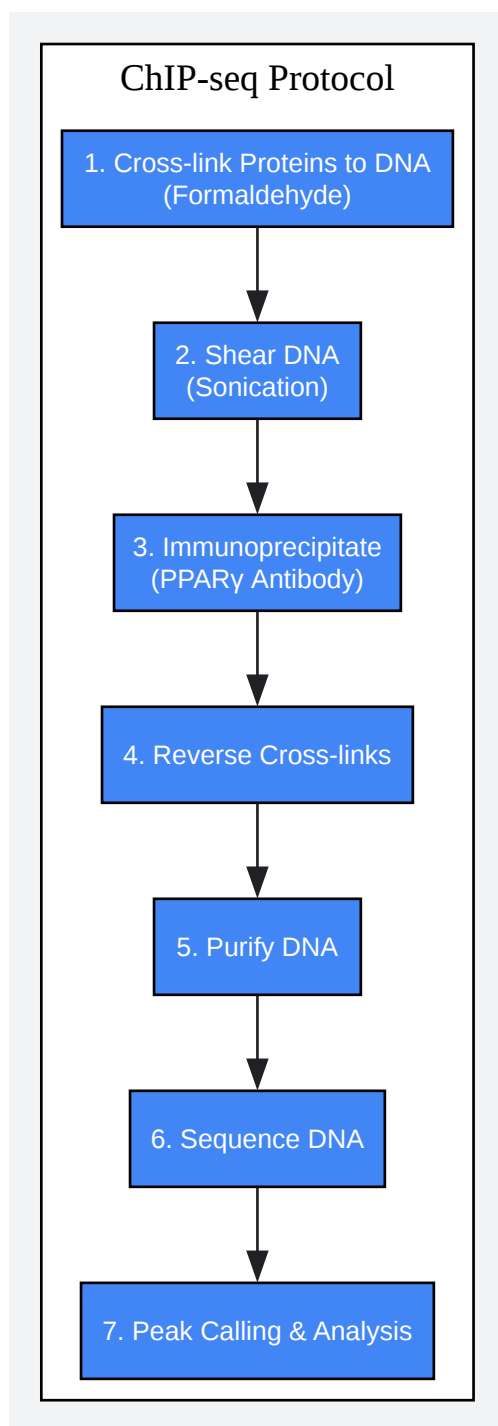 ChIP-seq Protocol
1. Cross-link Proteins to DNA
(Formaldehyde)
2. Shear DNA
(Sonication)
3. Immunoprecipitate
(PPARγ Antibody)
4. Reverse Cross-links
5. Purify DNA
6. Sequence DNA
7. Peak Calling & Analysis